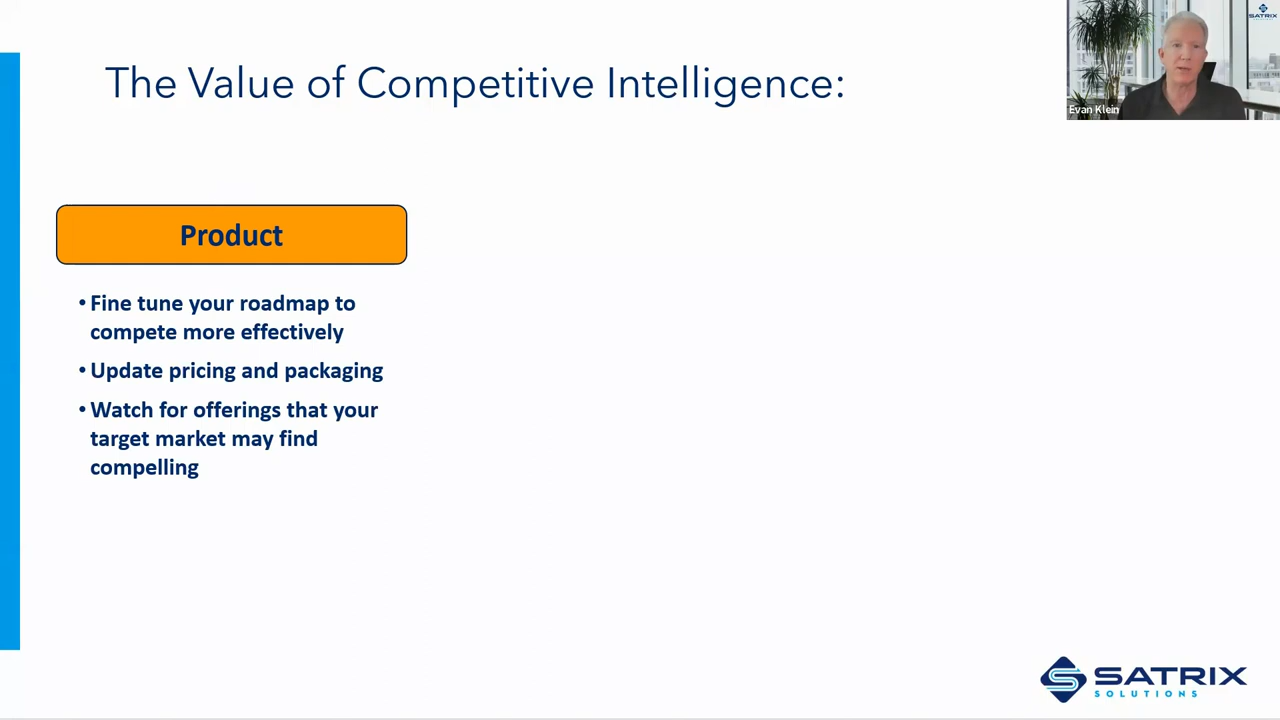 The Value of Competitive Intelligence:
SATRIX
Evan Klein
Product
• Fine tune your roadmap to
compete more effectively
• Update pricing and packaging
• Watch for offerings that your
target market may find
compelling
SATRIX
SOLUTIONS